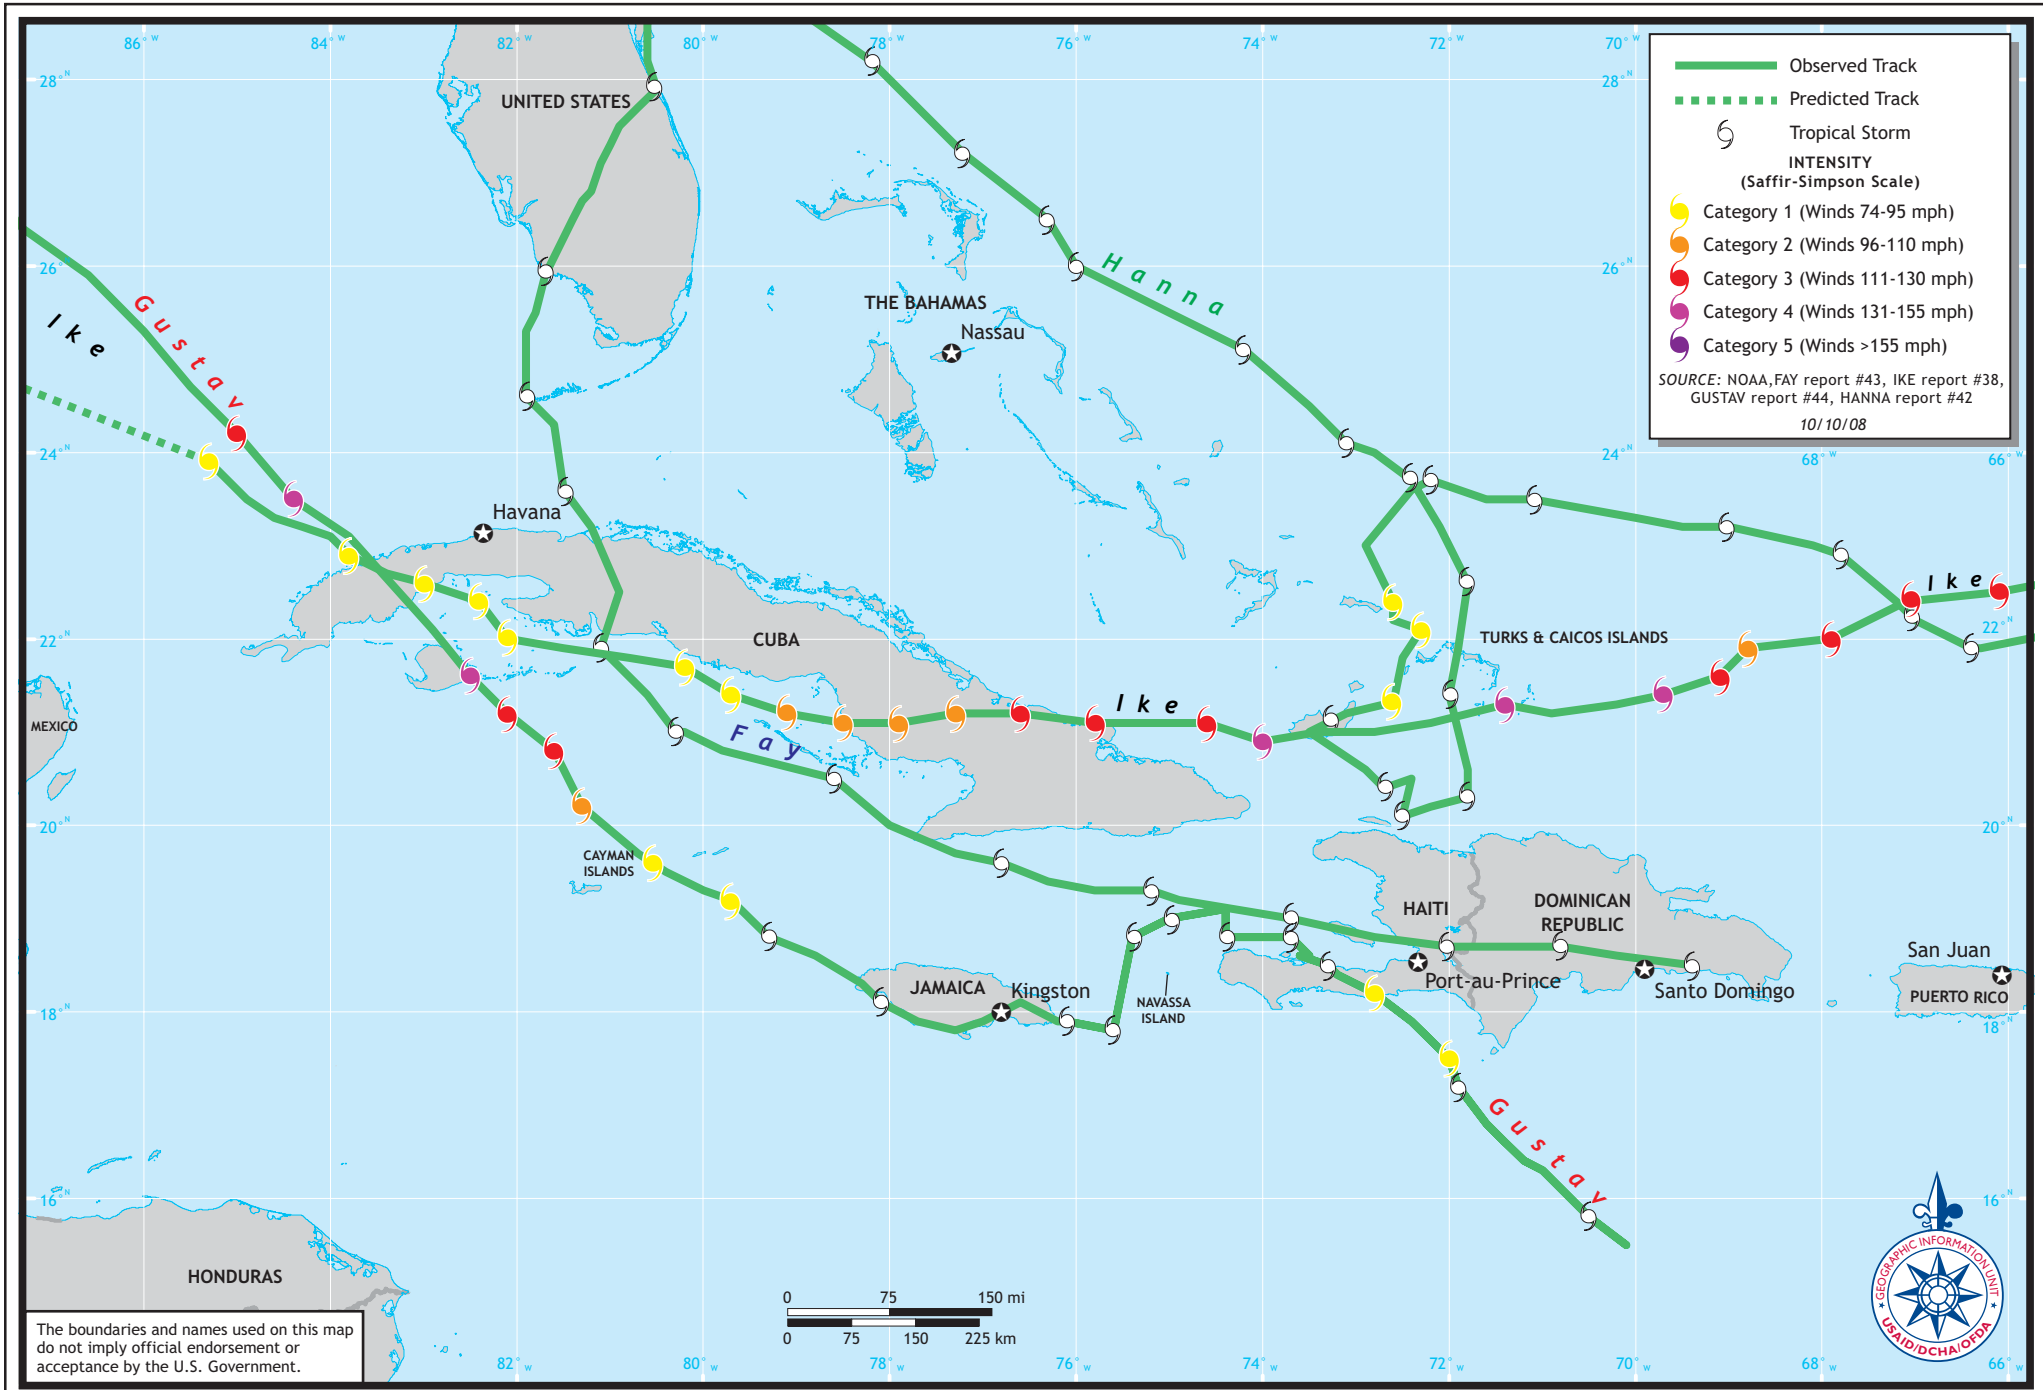 86°W
84°W
82°W
80°W
78°W
76°W
74°W
72°W
70°W
28°N
28°N
26°N
26°N
24°N
24°N
68°W
66°W
22°N
22°N
20°N
20°N
18°N
18°N
16°N
16°N
82°W
80°W
78°W
76°W
74°W
72°W
70°W
68°W
66°W
Observed Track
Predicted Track
Tropical Storm
INTENSITY
(Saffir-Simpson Scale)
Category 1 (Winds 74-95 mph)
Category 2 (Winds 96-110 mph)
Category 3 (Winds 111-130 mph)
Category 4 (Winds 131-155 mph)
Category 5 (Winds >155 mph)
SOURCE: NOAA,FAY report #43, IKE report #38,
GUSTAV report #44, HANNA report #42
10/10/08
UNITED STATES
Hanna
THE BAHAMAS
Nassau
Gustav
Ike
Havana
CUBA
Ike
TURKS & CAICOS ISLANDS
Ike
Fay
MEXICO
CAYMAN
ISLANDS
HAITI
DOMINICAN
REPUBLIC
JAMAICA
Kingston
NAVASSA
ISLAND
Port-au-Prince
Santo Domingo
San Juan
PUERTO RICO
Gustav
HONDURAS
0 75 150 mi
0 75 150 225 km
The boundaries and names used on this map
do not imply official endorsement or
acceptance by the U.S. Government.
GEOGRAPHIC INFORMATION UNIT
USAID/DCHA/OFDA